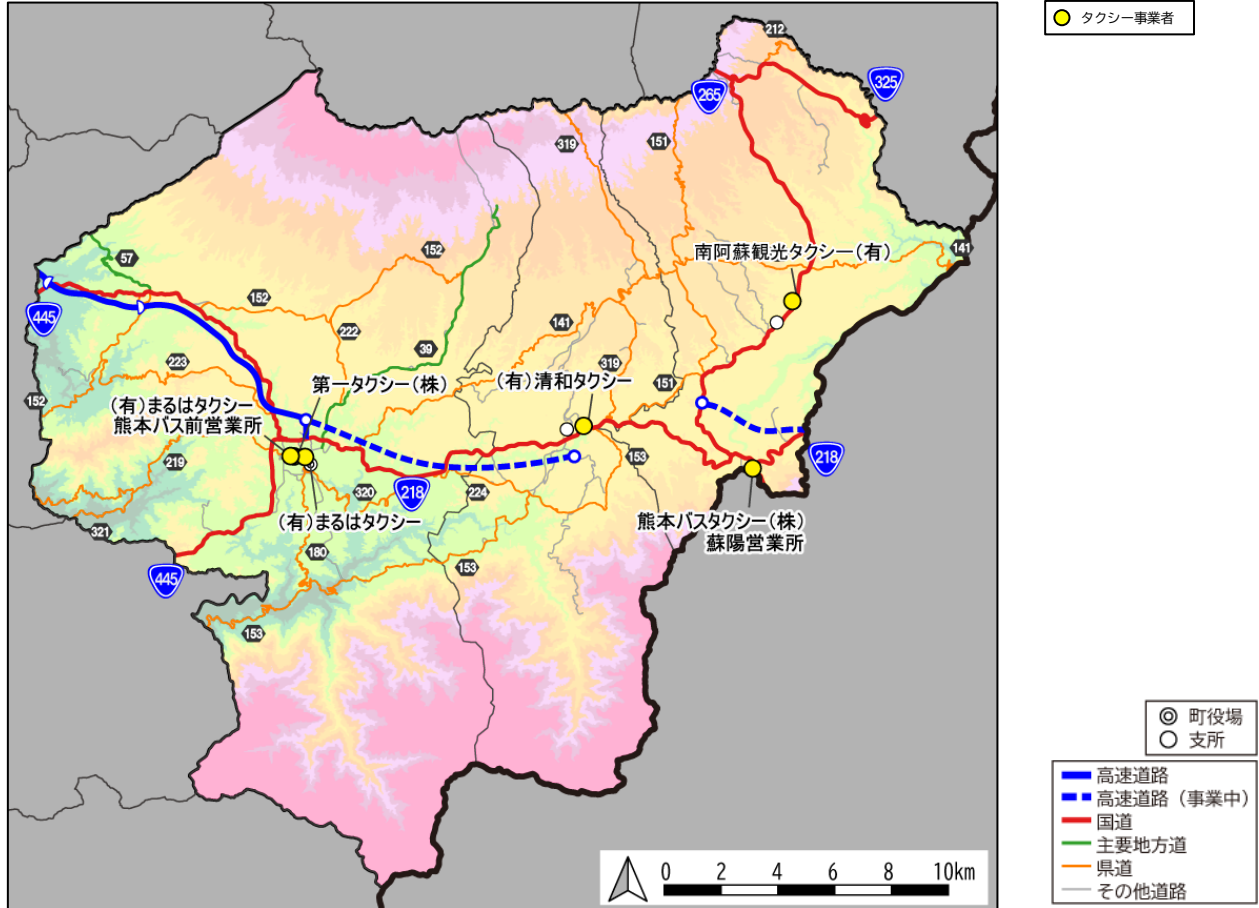 タクシー事業者
212
325
265
319
151
南阿蘇観光タクシー(有)
141
57
152
445
152
222
141
39
319
223
第一タクシー(株)
(有)清和タクシー
151
152
(有)まるはタクシー
熊本バス前営業所
219
153
218
320
218
224
(有)まるはタクシー
熊本バスタクシー(株)
蘇陽営業所
321
180
445
153
153
町役場
支所
高速道路
高速道路(事業中)
国道
主要地方道
県道
その他道路
0 2 4 6 8 10km